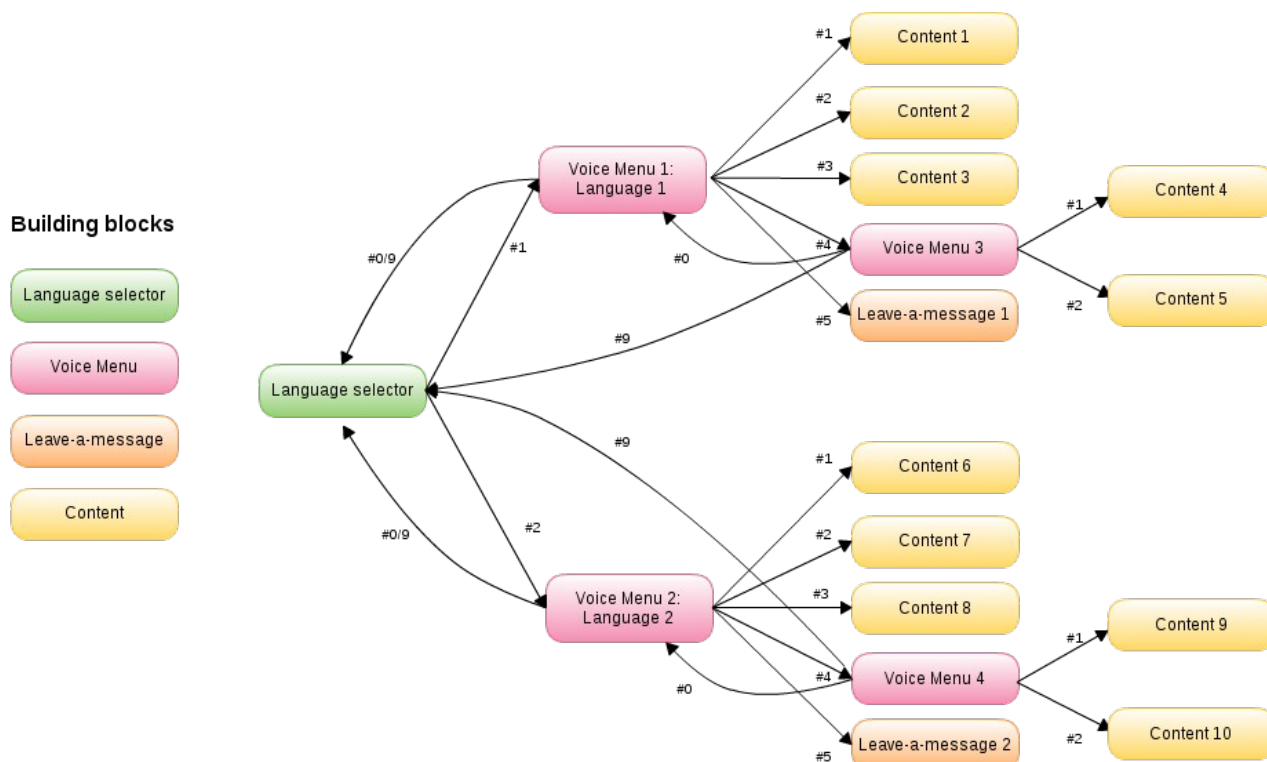 Building blocks
Language selector
Voice Menu
Leave-a-message
Content
Language selector
#0/9
#1
#9
#9
#2
#0/9
Voice Menu 1:
Language 1
#1
#2
#3
#4
#0
#5
Content 1
Content 2
Content 3
Voice Menu 3
Leave-a-message 1
#1
#2
Content 4
Content 5
Voice Menu 2:
Language 2
#1
#2
#3
#4
#0
#5
Content 6
Content 7
Content 8
Voice Menu 4
Leave-a-message 2
#1
#2
Content 9
Content 10